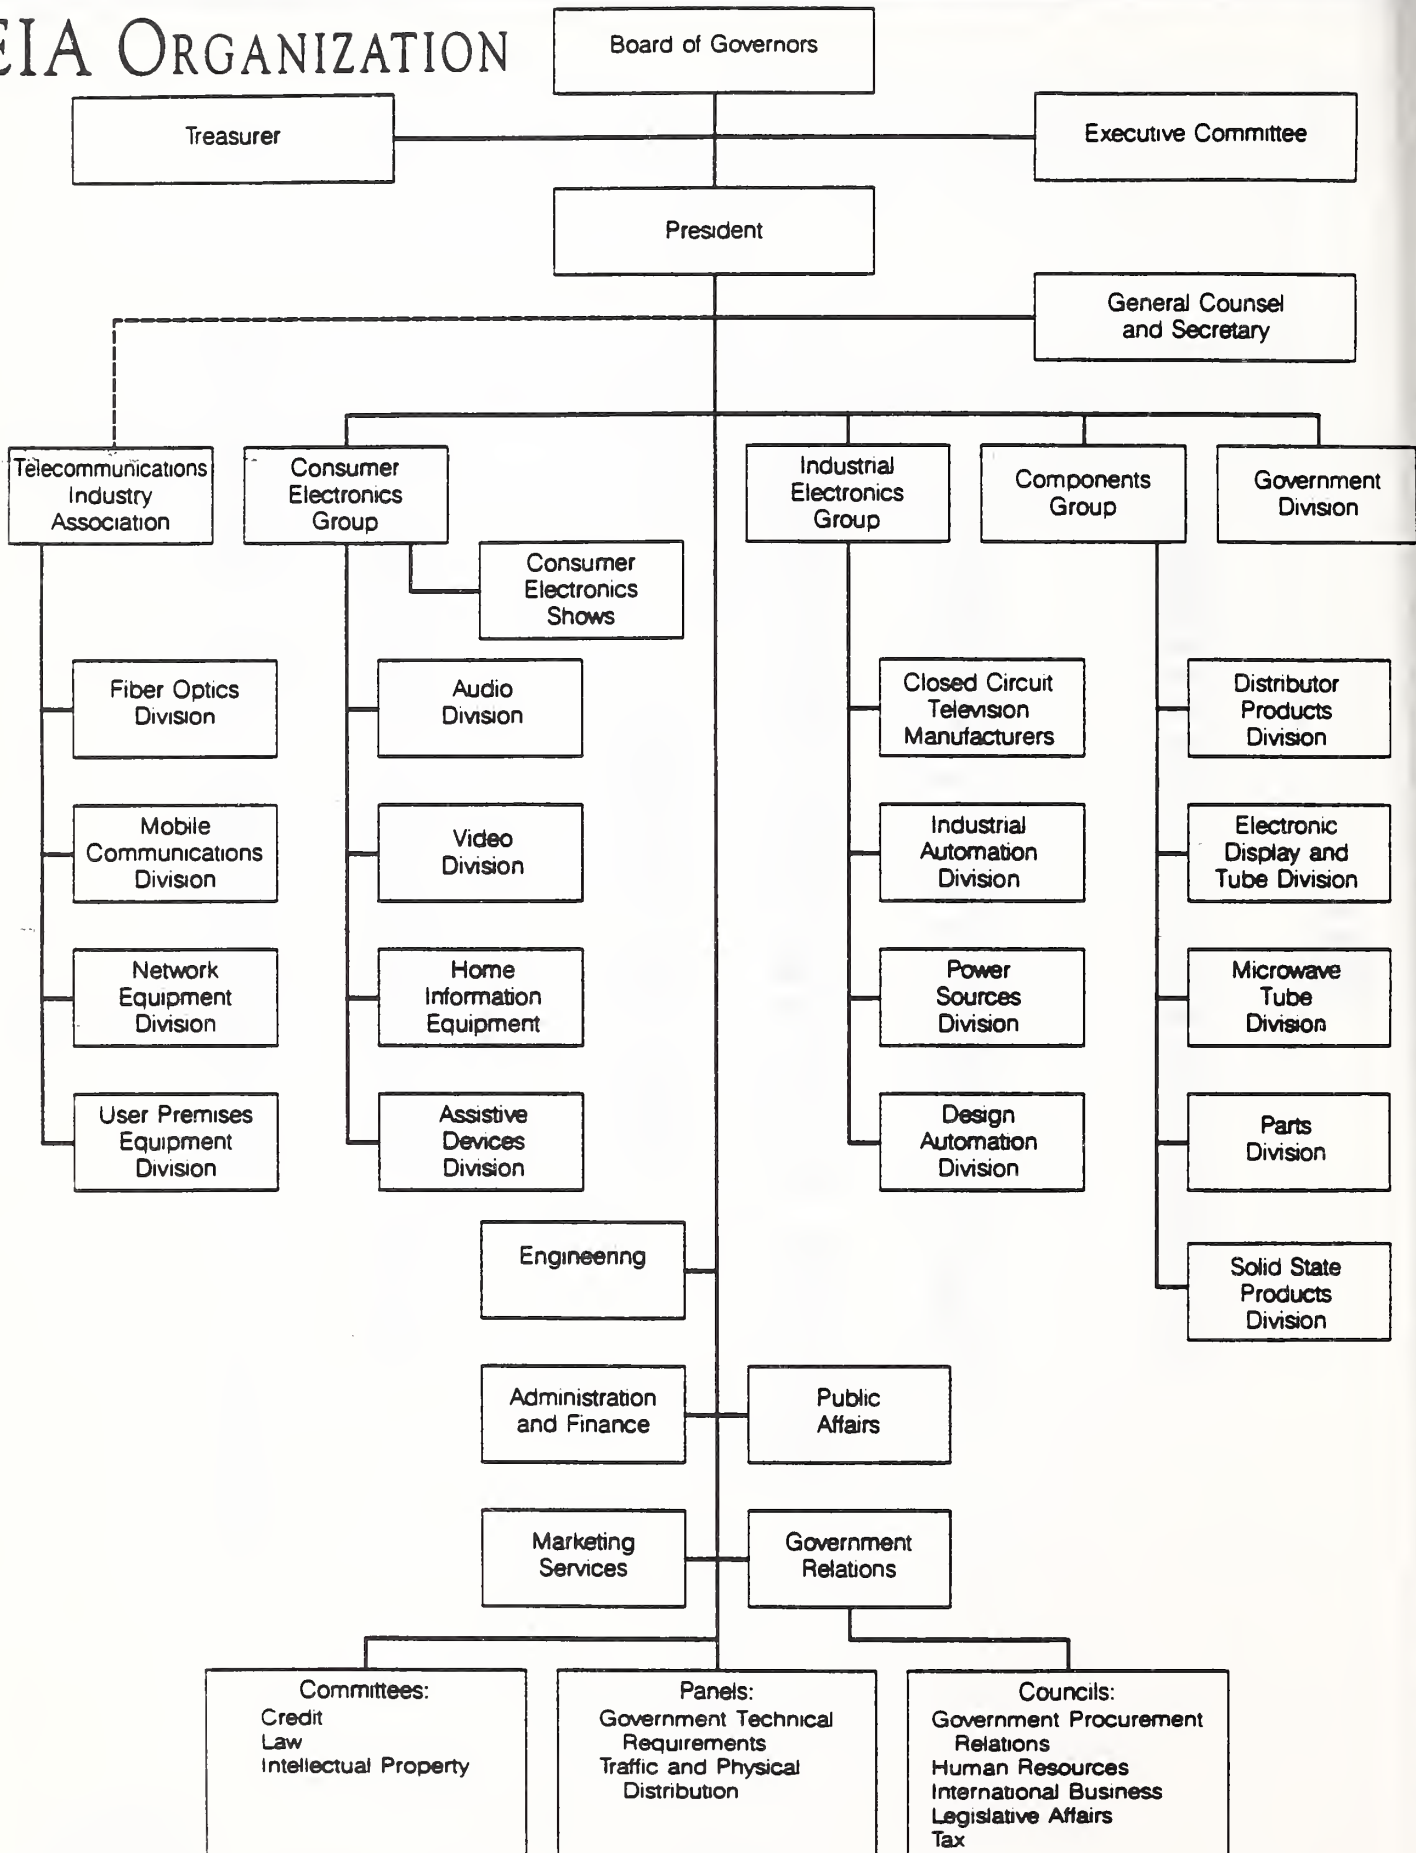 EIA ORGANIZATION
Board of Governors
Treasurer
Executive Committee
President
General Counsel
and Secretary
Telecommunications
Industry
Association
Consumer
Electronics
Group
Industrial
Electronics
Group
Components
Group
Government
Division
Consumer
Electronics
Shows
Fiber Optics
Division
Audio
Division
Closed Circuit
Television
Manufacturers
Distributor
Products
Division
Mobile
Communications
Division
Video
Division
Industrial
Automation
Division
Electronic
Display and
Tube Division
Network
Equipment
Division
Home
Information
Equipment
Power
Sources
Division
Microwave
Tube
Division
User Premises
Equipment
Division
Assistive
Devices
Division
Design
Automation
Division
Parts
Division
Engineering
Solid State
Products
Division
Administration
and Finance
Public
Affairs
Marketing
Services
Government
Relations
Committees:
Credit
Law
Intellectual Property
Panels:
Government Technical
Requirements
Traffic and Physical
Distribution
Councils:
Government Procurement
Relations
Human Resources
International Business
Legislative Affairs
Tax